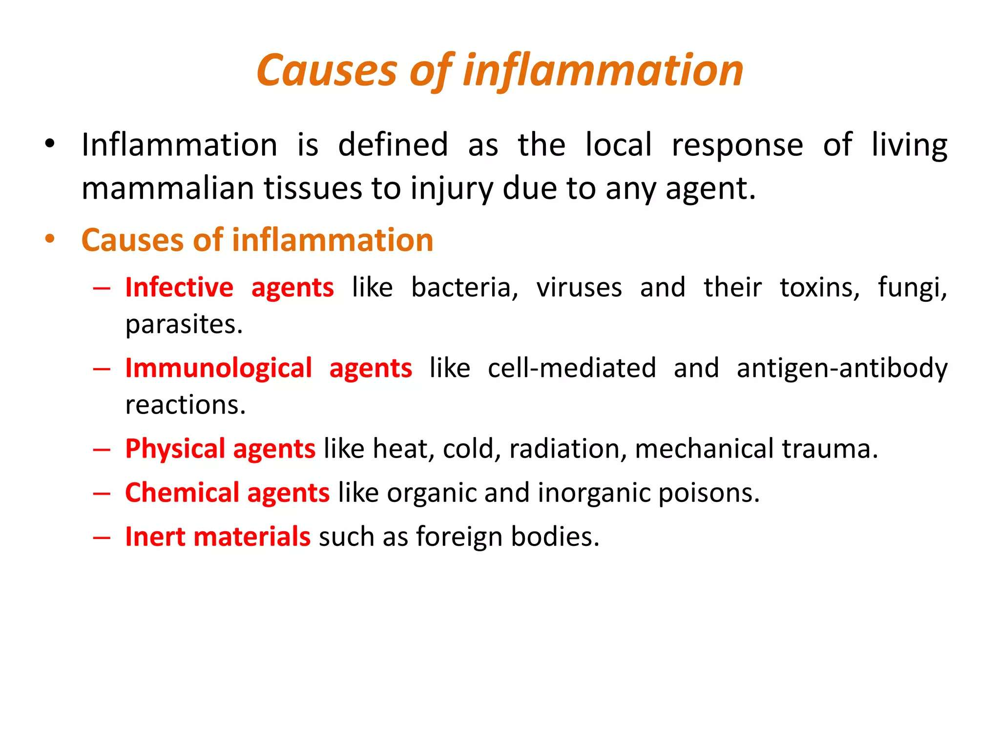 Causes of inflammation
• Inflammation is defined as the local response of living
mammalian tissues to injury due to any agent.
• Causes of inflammation
– Infective agents like bacteria, viruses and their toxins, fungi,
parasites.
– Immunological agents like cell-mediated and antigen-antibody
reactions.
– Physical agents like heat, cold, radiation, mechanical trauma.
– Chemical agents like organic and inorganic poisons.
– Inert materials such as foreign bodies.